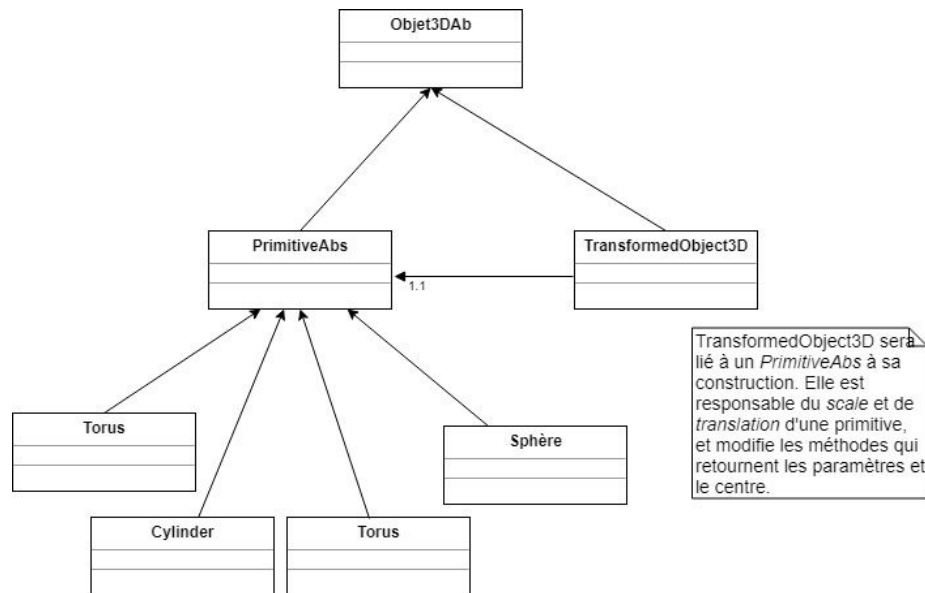 Objet3DAb
PrimitiveAbs
TransformedObject3D
1.1
TransformedObject3D sera
lié à un PrimitiveAbs à sa
construction. Elle est
responsable du scale et de
translation d'une primitive,
et modifie les méthodes qui
retournent les paramètres et
le centre.
Torus
Sphère
Cylinder
Torus